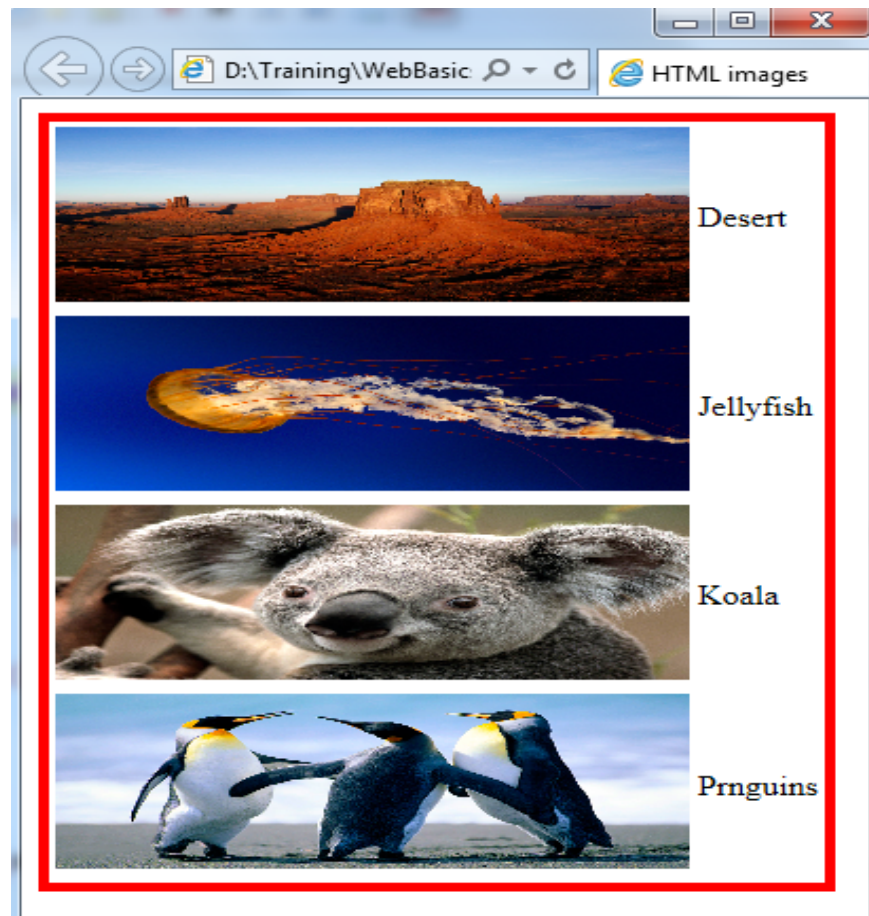 D:\Training\WebBasic
HTML images
Desert
Jellyfish
Koala
Prnguins